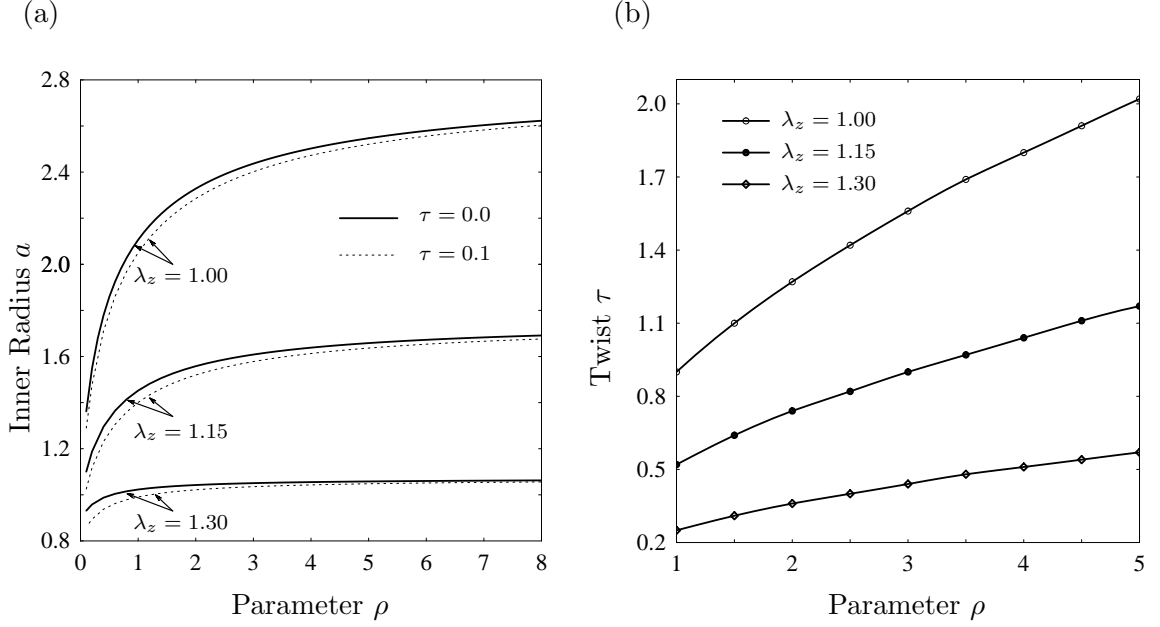 (a)
Inner Radius a
2.8
2.4
2.0
1.6
1.2
0.8
τ = 0.0
τ = 0.1
λz = 1.00
λz = 1.15
λz = 1.30
0 1 2 3 4 5 6 7 8
Parameter ρ
(b)
Twist τ
2.0
1.7
1.4
1.1
0.8
0.5
0.2
λz = 1.00
λz = 1.15
λz = 1.30
1 2 3 4 5
Parameter ρ